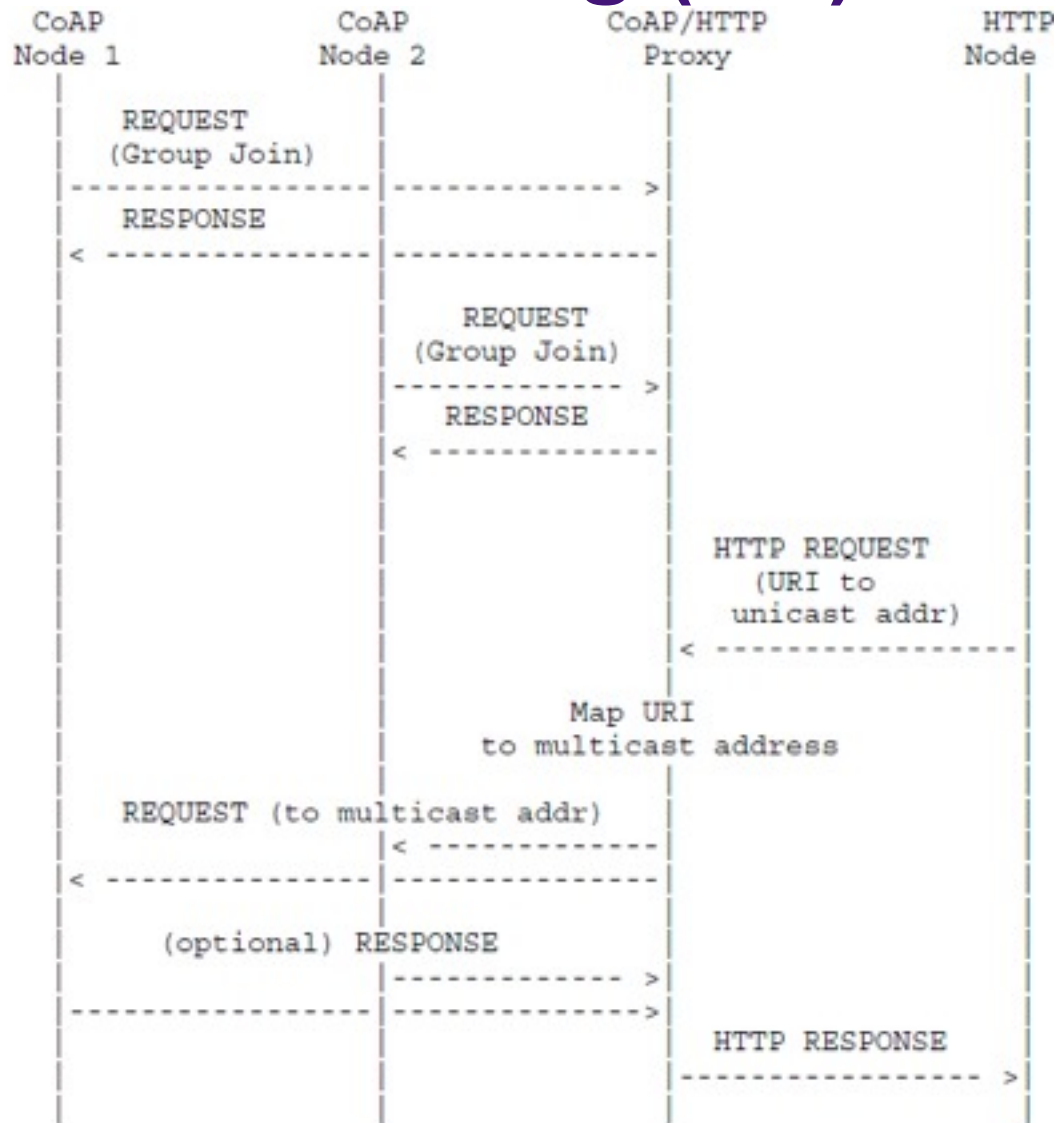 CoAP CoAP CoAP/HTTP HTTP
Node 1 Node 2 Proxy Node
REQUEST
(Group Join)
RESPONSE
REQUEST
(Group Join)
RESPONSE
HTTP REQUEST
(URI to
unicast addr)
Map URI
to multicast address
REQUEST (to multicast addr)
(optional) RESPONSE
HTTP RESPONSE